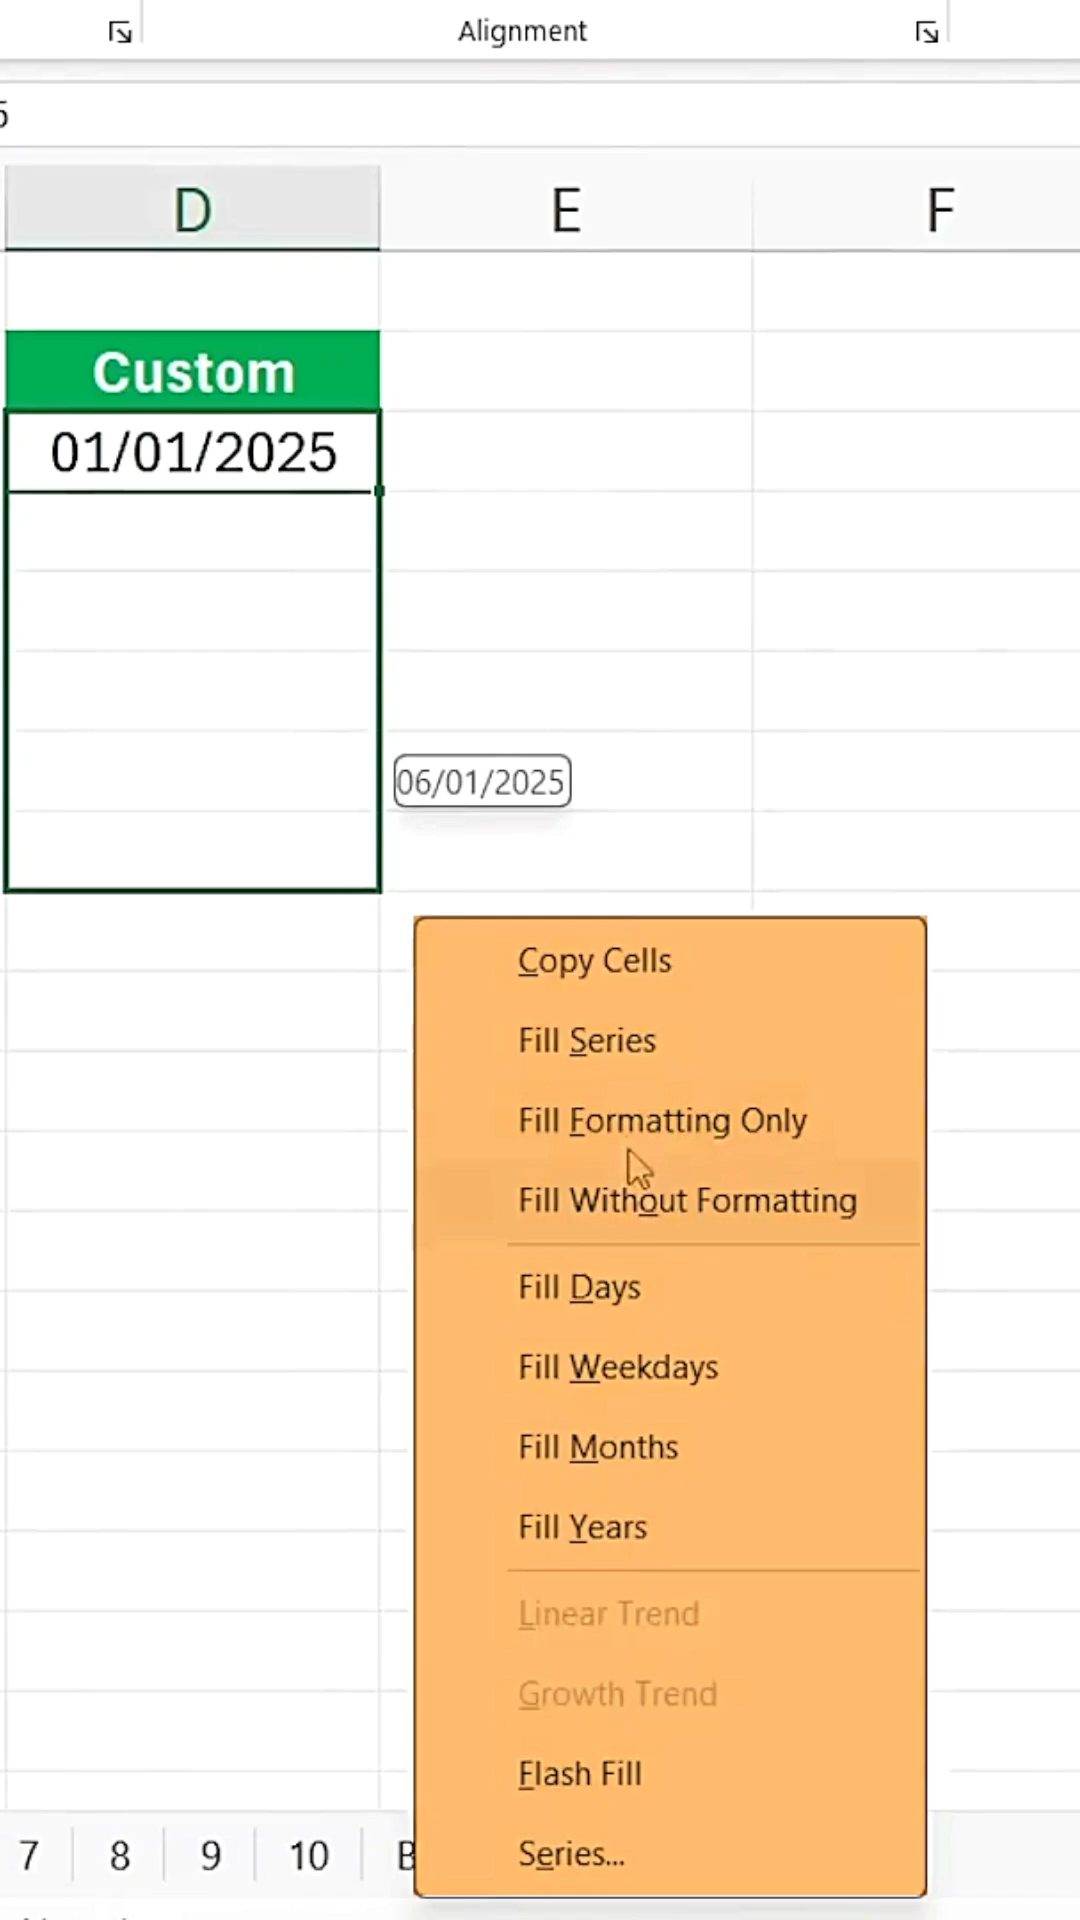 Alignment
5
D E F
Custom
01/01/2025
06/01/2025
Copy Cells
Fill Series
Fill Formatting Only
Fill Without Formatting
Fill Days
Fill Weekdays
Fill Months
Fill Years
Linear Trend
Growth Trend
Flash Fill
Series...
7 8 9 10 B